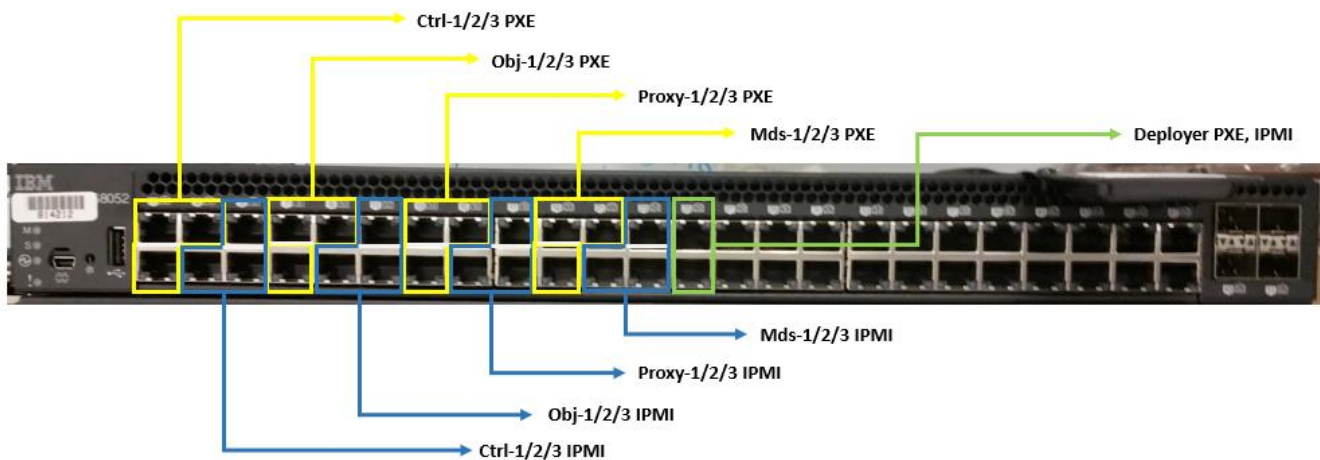 Ctrl-1/2/3 PXE
Obj-1/2/3 PXE
Proxy-1/2/3 PXE
Mds-1/2/3 PXE
Deployer PXE, IPMI
IBM
G8052
814212
M
S
Mds-1/2/3 IPMI
Proxy-1/2/3 IPMI
Obj-1/2/3 IPMI
Ctrl-1/2/3 IPMI